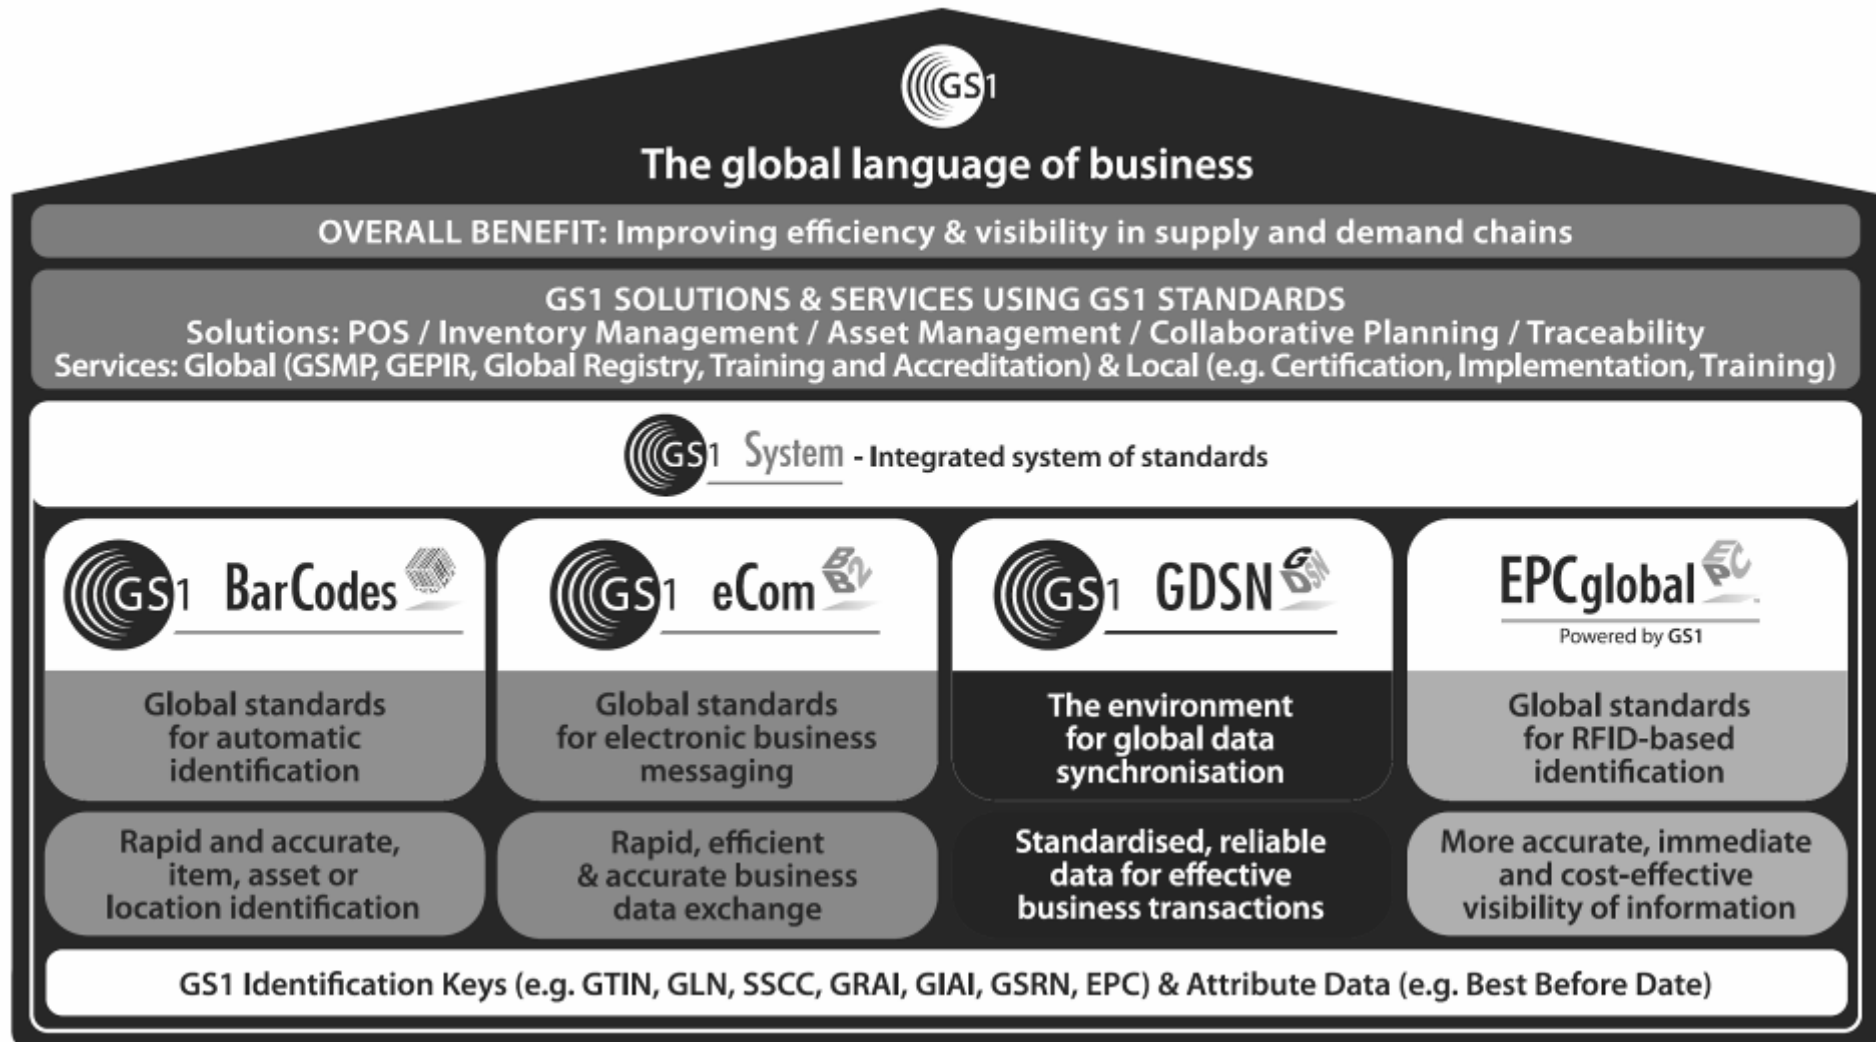 GS1
The global language of business
OVERALL BENEFIT: Improving efficiency & visibility in supply and demand chains
GS1 SOLUTIONS & SERVICES USING GS1 STANDARDS
Solutions: POS / Inventory Management / Asset Management / Collaborative Planning / Traceability
Services: Global (GSMP, GEPIR, Global Registry, Training and Accreditation) & Local (e.g. Certification, Implementation, Training)
GS1 System - Integrated system of standards
GS1 BarCodes
Global standards
for automatic
identification
Rapid and accurate,
item, asset or
location identification
GS1 eCom B2B
Global standards
for electronic business
messaging
Rapid, efficient
& accurate business
data exchange
GS1 GDSN GDSN
The environment
for global data
synchronisation
Standardised, reliable
data for effective
business transactions
EPCglobal EPC
Powered by GS1
Global standards
for RFID-based
identification
More accurate, immediate
and cost-effective
visibility of information
GS1 Identification Keys (e.g. GTIN, GLN, SSCC, GRAI, GIAI, GSRN, EPC) & Attribute Data (e.g. Best Before Date)